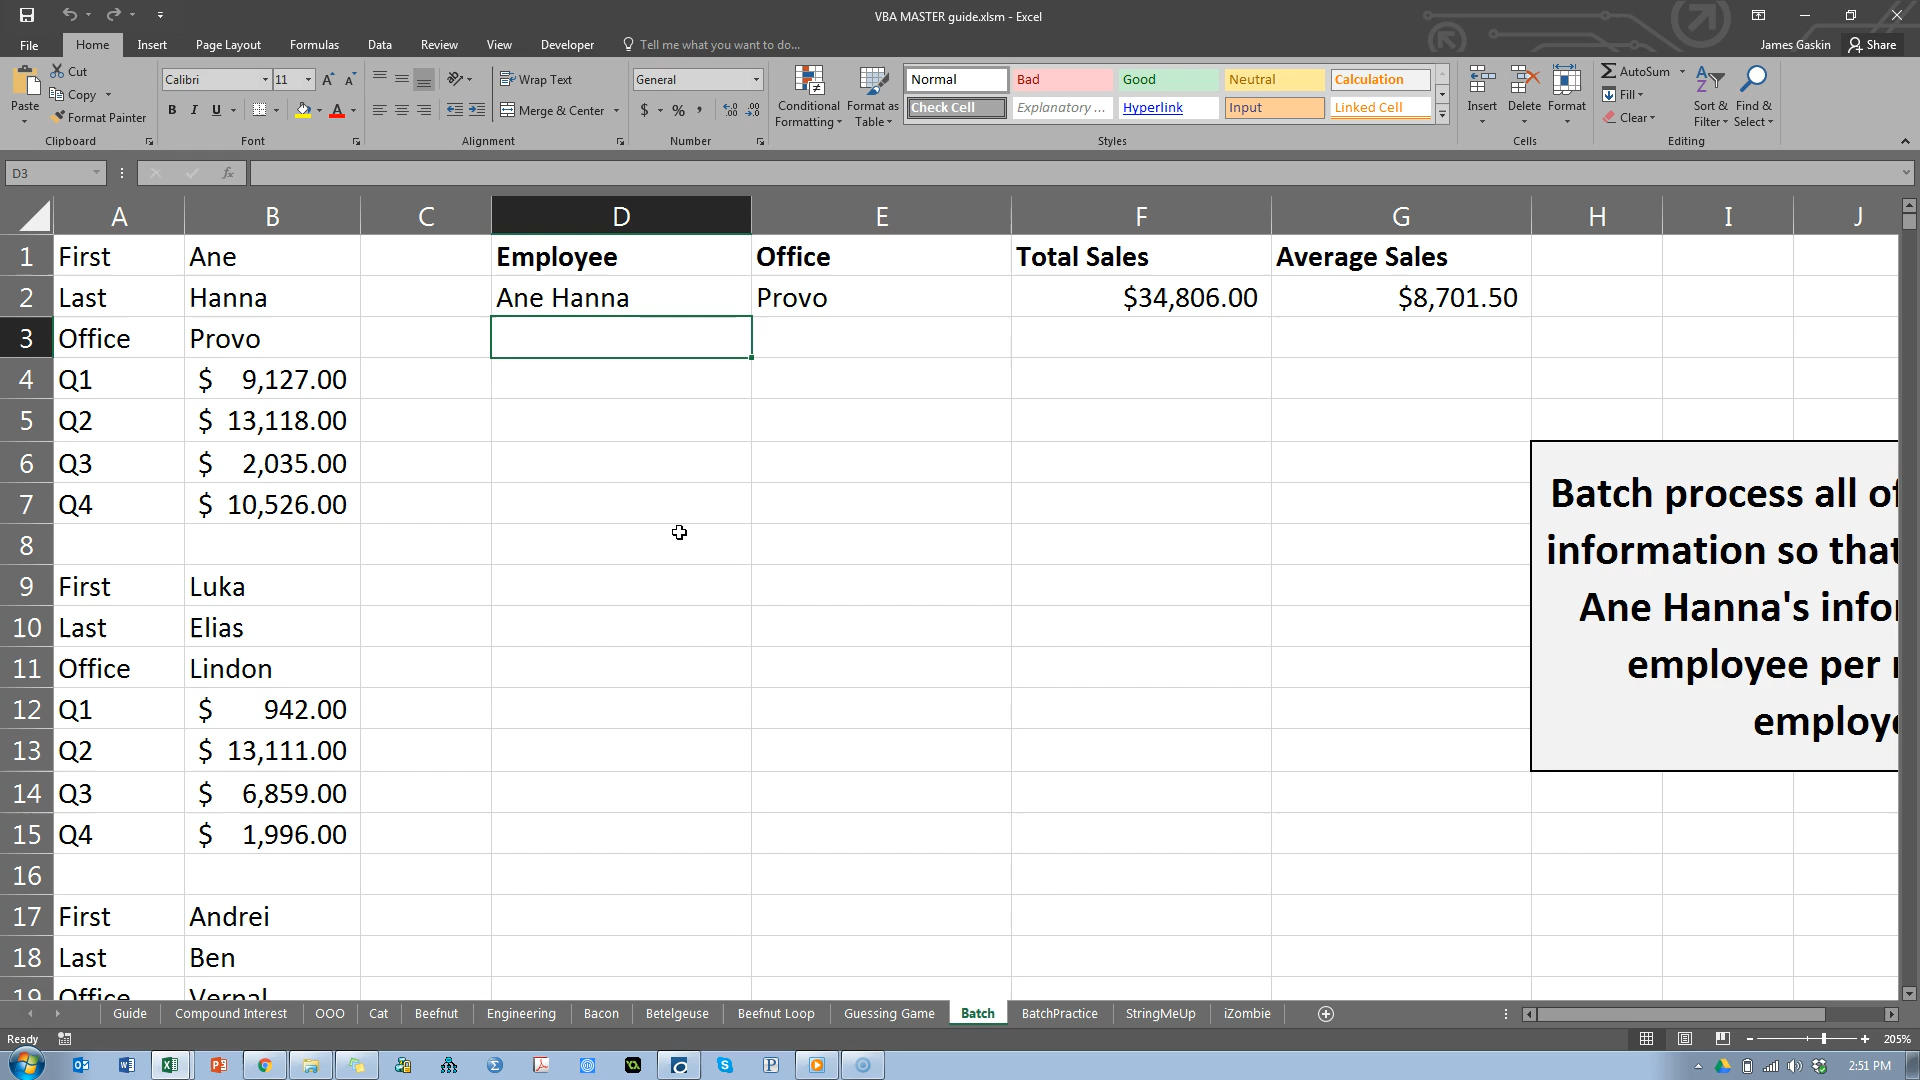 VBA MASTER guide.xlsm - Excel
File Home Insert Page Layout Formulas Data Review View Developer Tell me what you want to do... James Gaskin Share
Paste
Cut
Copy
Format Painter
Clipboard
Calibri 11
B I U A
Font
Wrap Text
Merge & Center
Alignment
General
$ % ,
Number
Conditional Formatting
Format as Table
Normal Bad Good Neutral Calculation
Check Cell Explanatory ... Hyperlink Input Linked Cell
Styles
Insert Delete Format
Cells
AutoSum
Fill
Clear
Sort & Filter
Find & Select
Editing
D3 fx
A B C D E F G H I J
1 First Ane Employee Office Total Sales Average Sales
2 Last Hanna Ane Hanna Provo $34,806.00 $8,701.50
3 Office Provo
4 Q1 $ 9,127.00
5 Q2 $ 13,118.00
6 Q3 $ 2,035.00
7 Q4 $ 10,526.00
8
9 First Luka
10 Last Elias
11 Office Lindon
12 Q1 $ 942.00
13 Q2 $ 13,111.00
14 Q3 $ 6,859.00
15 Q4 $ 1,996.00
16
17 First Andrei
18 Last Ben
19 Office Vernal
Batch process all of
information so that
Ane Hanna's info
employee per
employ
Guide Compound Interest OOO Cat Beefnut Engineering Bacon Betelgeuse Beefnut Loop Guessing Game Batch BatchPractice StringMeUp iZombie
Ready 205%
2:51 PM